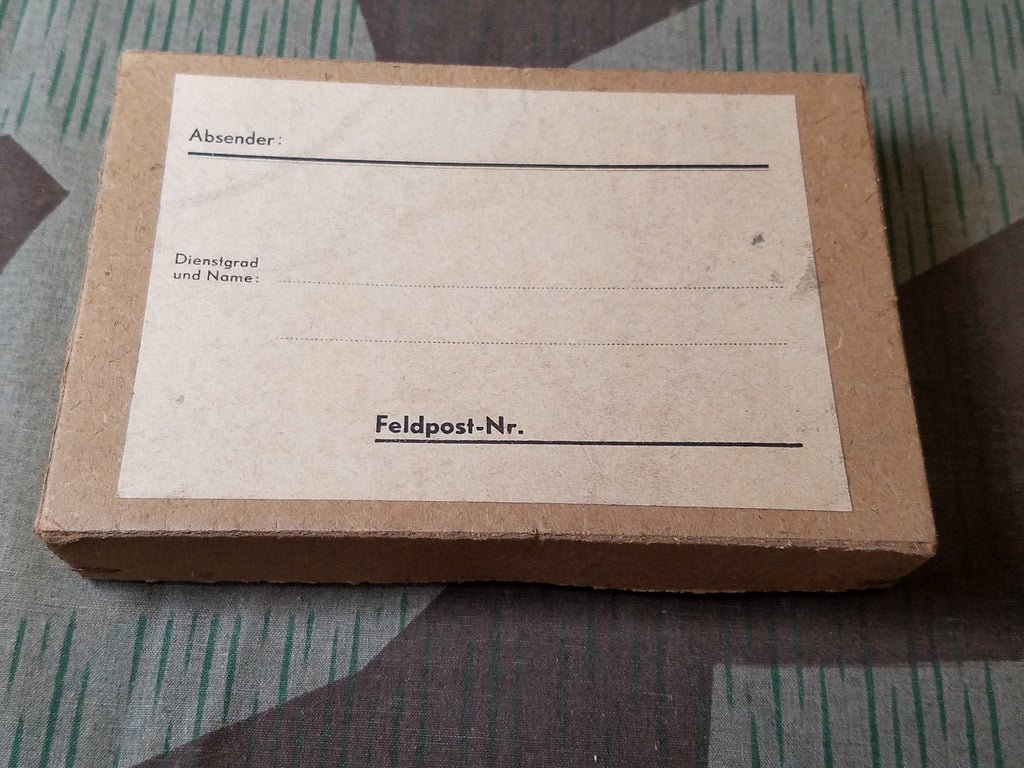 Absender:
Dienstgrad
und Name:
Feldpost-Nr.